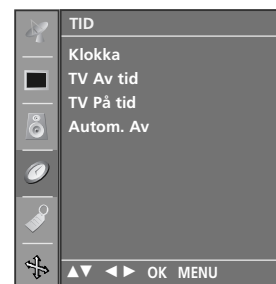 TID
Klokka
TV Av tid
TV På tid
Autom. Av
▲▼ ◄► OK MENU